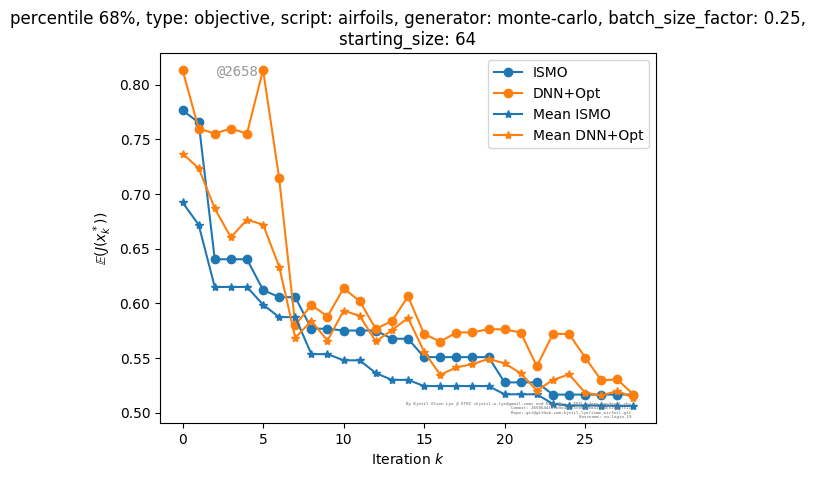 percentile 68%, type: objective, script: airfoils, generator: monte-carlo, batch_size_factor: 0.25,
starting_size: 64
@2658
ISMO
DNN+Opt
Mean ISMO
Mean DNN+Opt
0.80
0.75
0.70
0.65
0.60
0.55
0.50
𝔼(J(x*k))
0
5
10
15
20
25
Iteration k